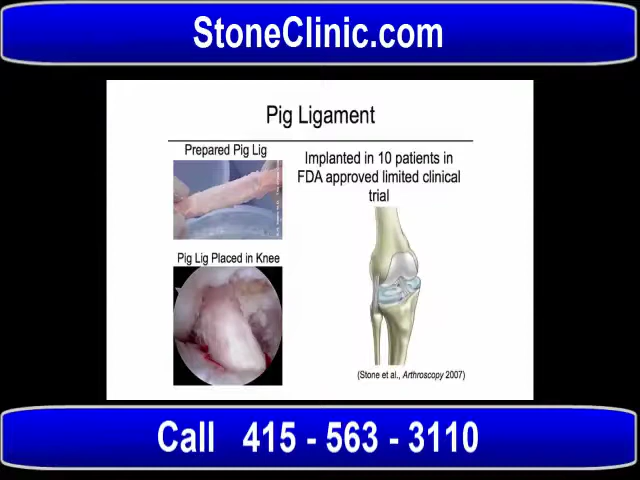 StoneClinic.com
Pig Ligament
Prepared Pig Lig
Implanted in 10 patients in
FDA approved limited clinical
trial
Pig Lig Placed in Knee
(Stone et al., Arthroscopy 2007)
Call 415 - 563 - 3110